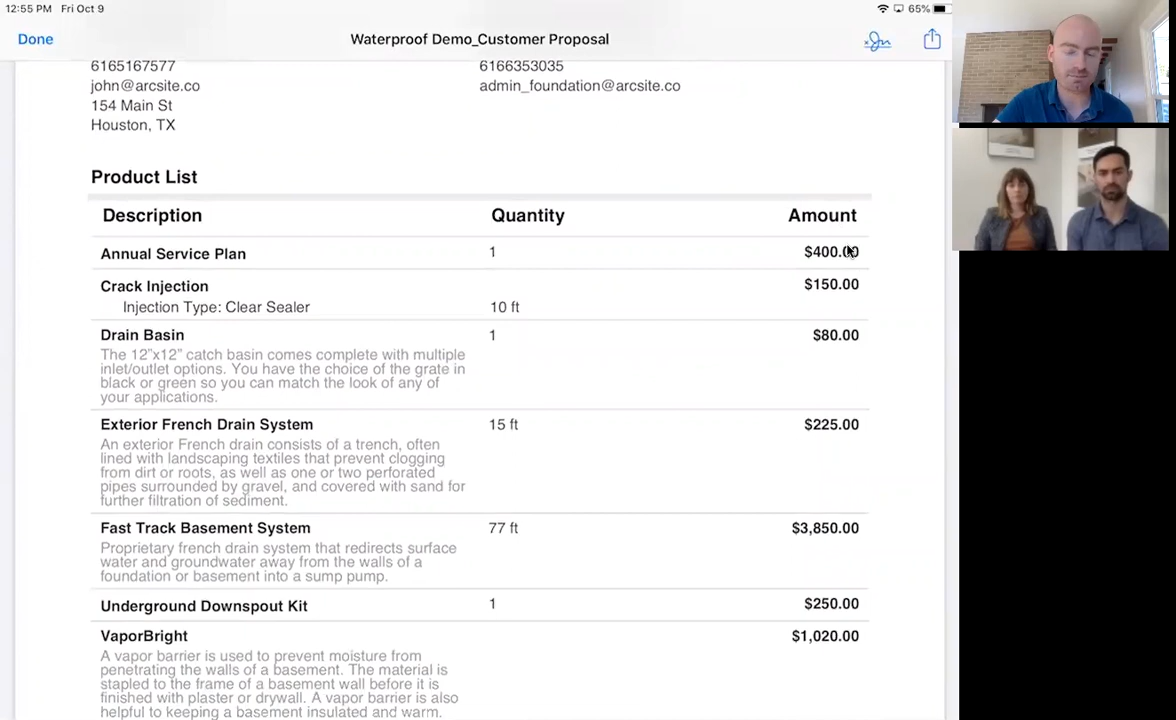 12:55 PM Fri Oct 9
65%
Done
Waterproof Demo_Customer Proposal
6165167577
6166353035
john@arcsite.co
admin_foundation@arcsite.co
154 Main St
Houston, TX
Product List
Description Quantity Amount
Annual Service Plan 1 $400.00
Crack Injection $150.00
Injection Type: Clear Sealer 10 ft
Drain Basin 1 $80.00
The 12"x12" catch basin comes complete with multiple
inlet/outlet options. You have the choice of the grate in
black or green so you can match the look of any of
your applications.
Exterior French Drain System 15 ft $225.00
An exterior French drain consists of a trench, often
lined with landscaping textiles that prevent clogging
from dirt or roots, as well as one or two perforated
pipes surrounded by gravel, and covered with sand for
further filtration of sediment.
Fast Track Basement System 77 ft $3,850.00
Proprietary french drain system that redirects surface
water and groundwater away from the walls of a
foundation or basement into a sump pump.
Underground Downspout Kit 1 $250.00
VaporBright $1,020.00
A vapor barrier is used to prevent moisture from
penetrating the walls of a basement. The material is
stapled to the frame of a basement wall before it is
finished with plaster or drywall. A vapor barrier is also
helpful to keeping a basement insulated and warm.